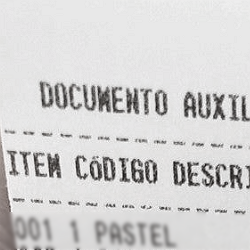 DOCUMENTO AUXIL
ITEM CÓDIGO DESCRI
001 1 PASTEL